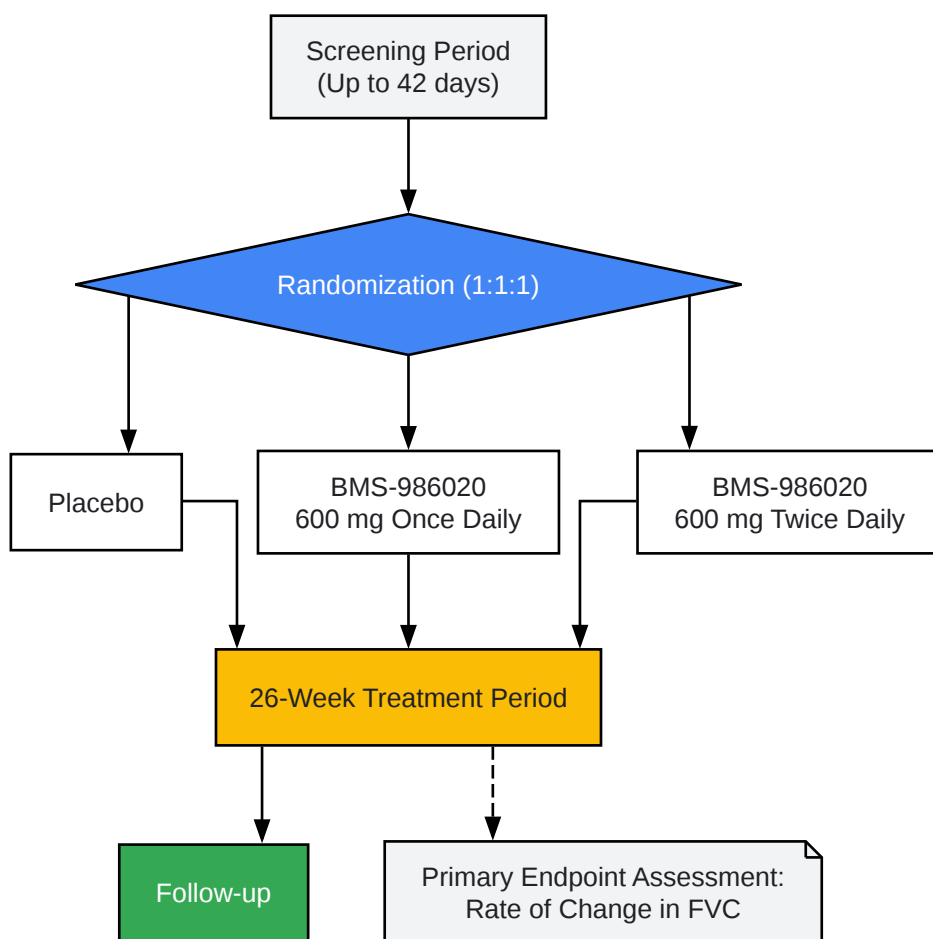 Screening Period
(Up to 42 days)
Randomization (1:1:1)
Placebo
BMS-986020
600 mg Once Daily
BMS-986020
600 mg Twice Daily
26-Week Treatment Period
Follow-up
Primary Endpoint Assessment:
Rate of Change in FVC